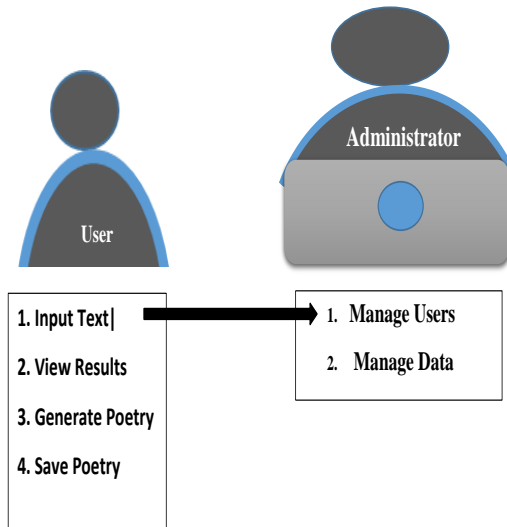 Administrator
User
1. Input Text|
2. View Results
3. Generate Poetry
4. Save Poetry
1. Manage Users
2. Manage Data